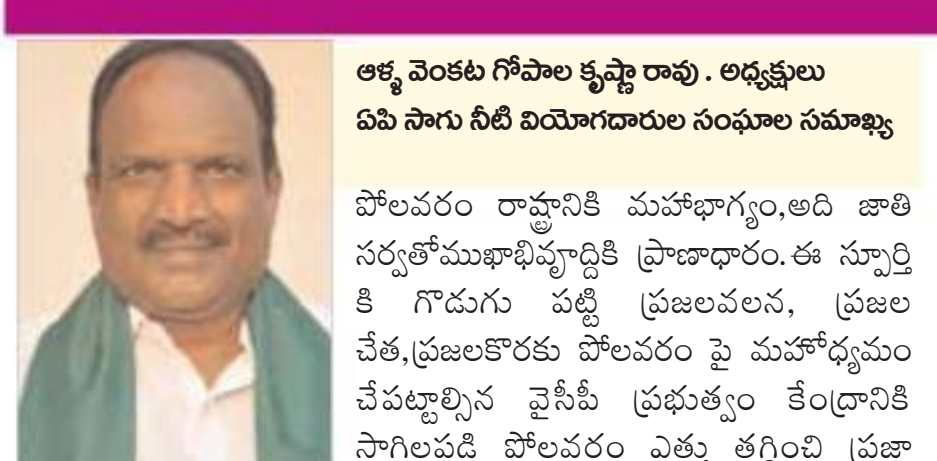 ఆళ్ళ వెంకట గోపాల కృష్ణా రావు . అధ్యక్షులు
ఏపి సాగు నీటి వియోగదారుల సంఘాల సమాఖ్య
పోలవరం రాష్ట్రానికి మహాభాగ్యం,అది జాతి
సర్వతోముఖాభివృద్దికి ప్రాణాధారం.ఈ స్ఫూర్తి
కి గొడుగు పట్టి ప్రజలవలన, ప్రజల
చేత,ప్రజలకొరకు పోలవరం పై మహోధ్యమం
చేపట్టాల్సిన వైసీపీ ప్రభుత్వం కేంద్రానికి
సాగిలపడి పోలవరం ఎత్తు తగ్గించి ప్రజా